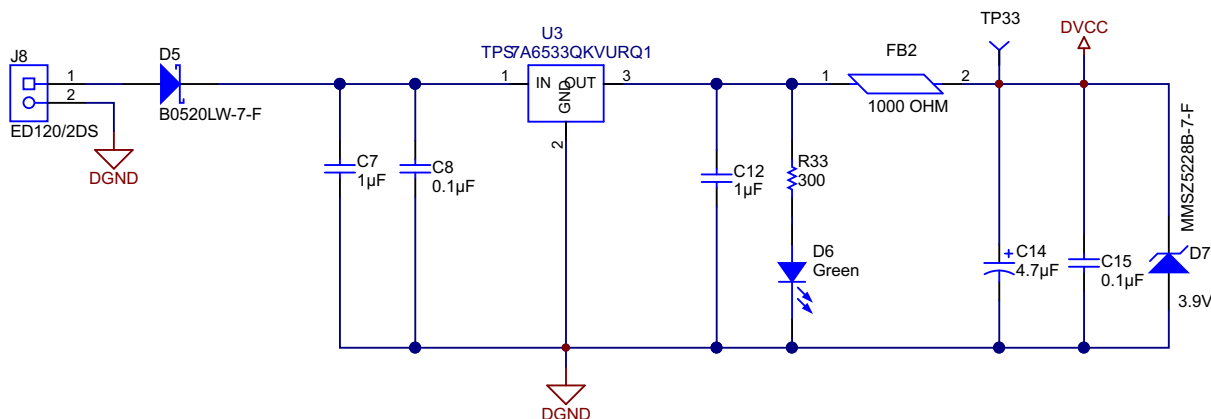 TP33
DVCC
U3
TPS7A6533QKVURQ1
J8
D5
FB2
1
2
1
IN OUT
GND
3
1
2
B0520LW-7-F
1000 OHM
ED120/2DS
DGND
2
C7
1µF
C8
0.1µF
C12
1µF
R33
300
MMSZ5228B-7-F
D6
Green
+
C14
4.7µF
C15
0.1µF
D7
3.9V
DGND